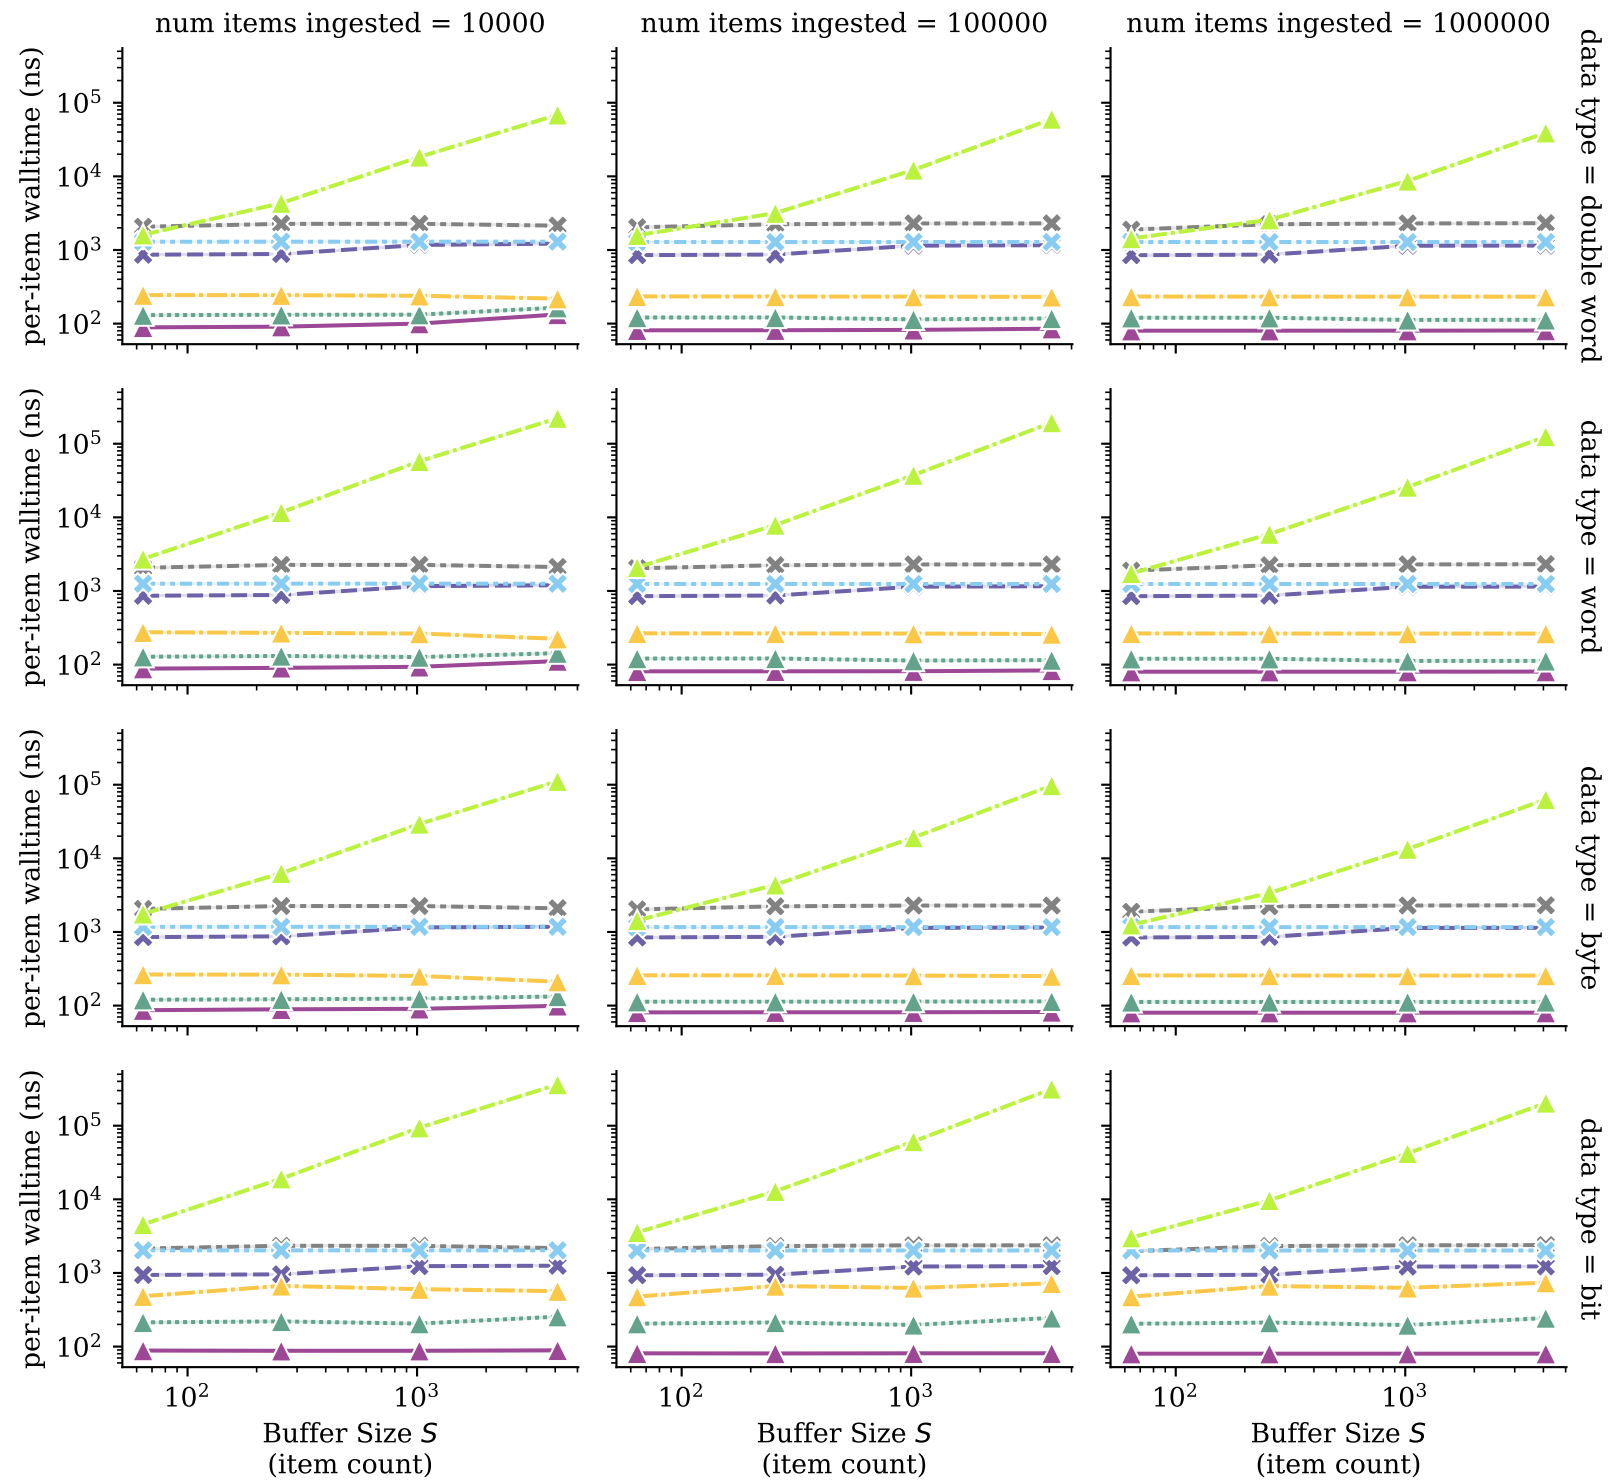 num items ingested = 10000
num items ingested = 100000
num items ingested = 1000000
per-item walltime (ns)
10⁵
10⁴
10³
10²
data type = double word
per-item walltime (ns)
10⁵
10⁴
10³
10²
data type = word
per-item walltime (ns)
10⁵
10⁴
10³
10²
data type = byte
per-item walltime (ns)
10⁵
10⁴
10³
10²
data type = bit
10² 10³
10² 10³
10² 10³
Buffer Size S
(item count)
Buffer Size S
(item count)
Buffer Size S
(item count)